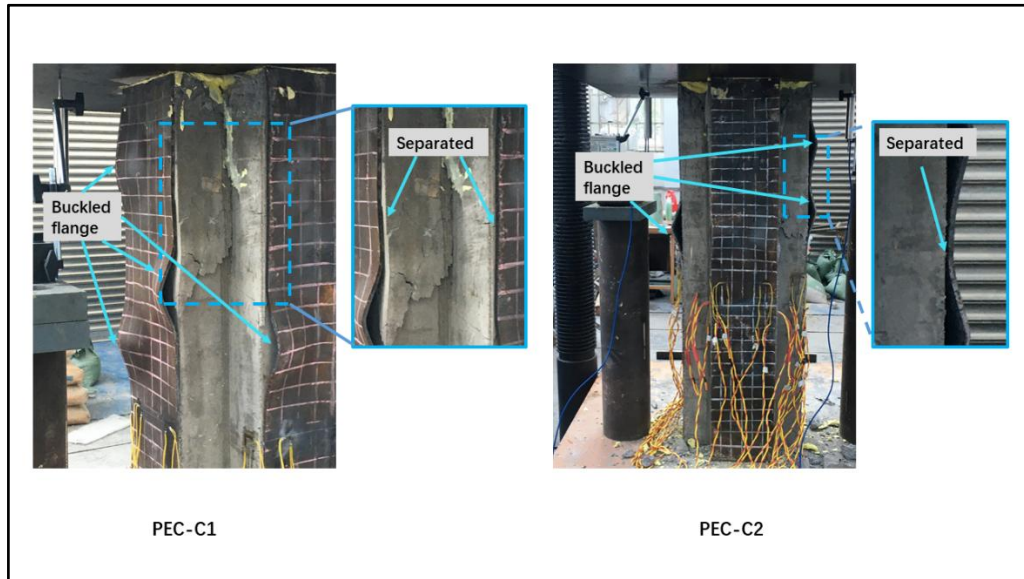 Separated
Buckled
flange
PEC-C1
Buckled
flange
Separated
PEC-C2